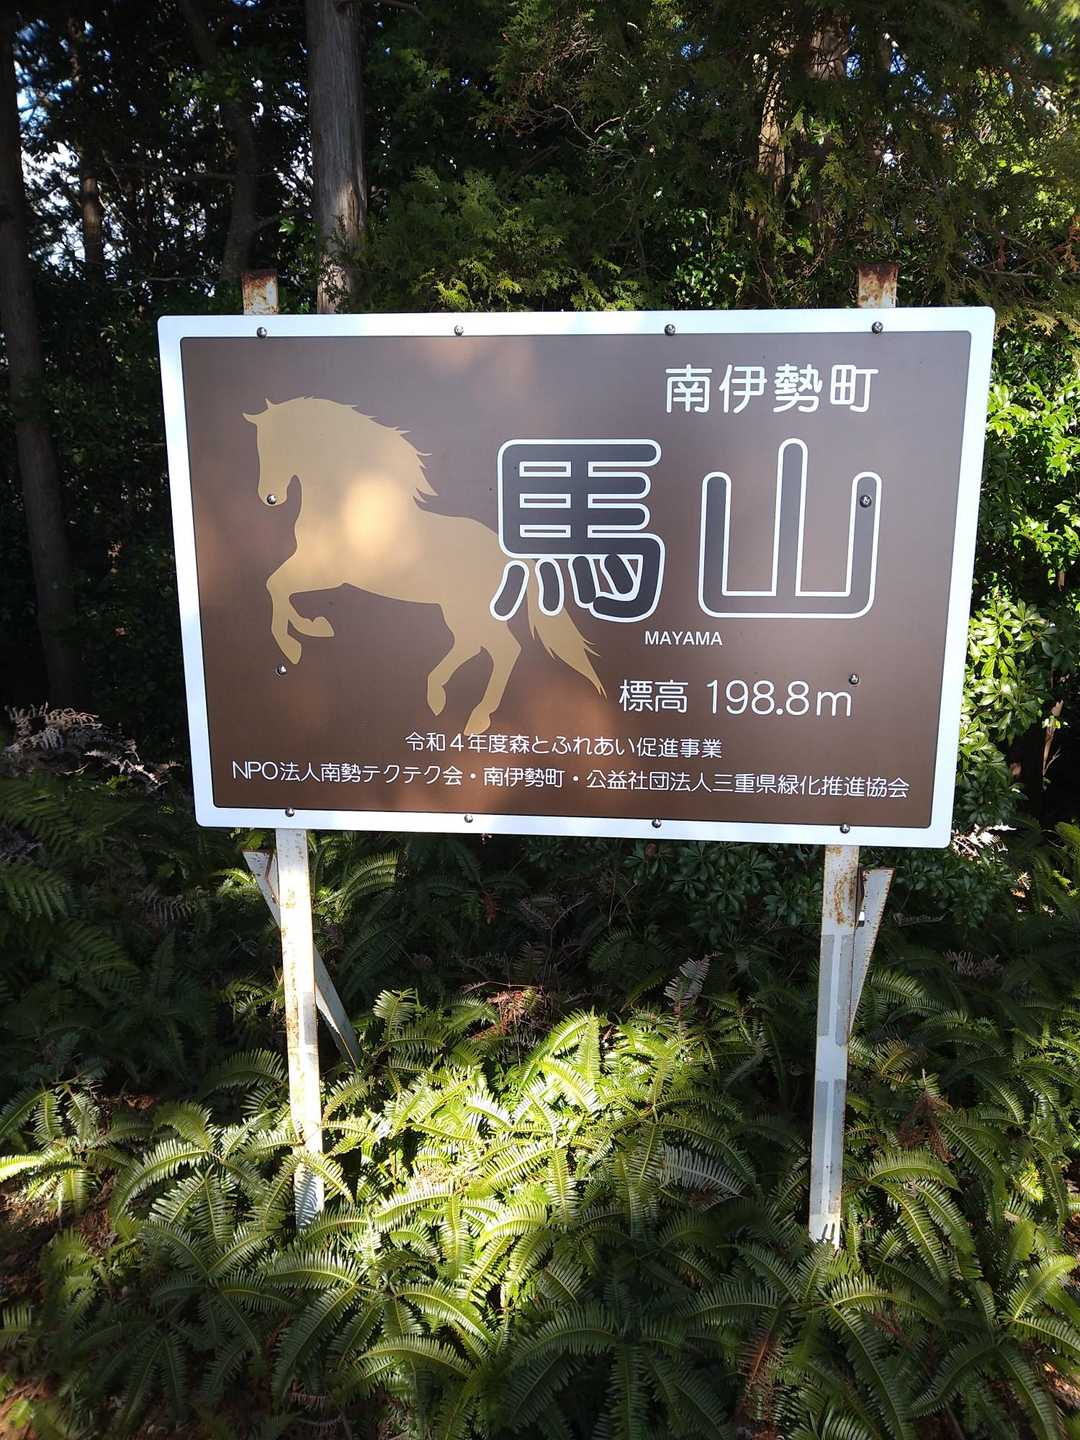 南伊勢町
馬山
MAYAMA
標高 198.8m
令和4年度森とふれあい促進事業
NPO法人南勢テクテク会・南伊勢町・公益社団法人三重県緑化推進協会